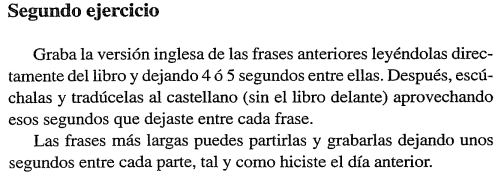 Segundo ejercicio
Graba la versión inglesa de las frases anteriores leyéndolas direc-
tamente del libro y dejando 4 ó 5 segundos entre ellas. Después, escú-
chalas y tradúcelas al castellano (sin el libro delante) aprovechando
esos segundos que dejaste entre cada frase.
Las frases más largas puedes partirlas y grabarlas dejando unos
segundos entre cada parte, tal y como hiciste el día anterior.